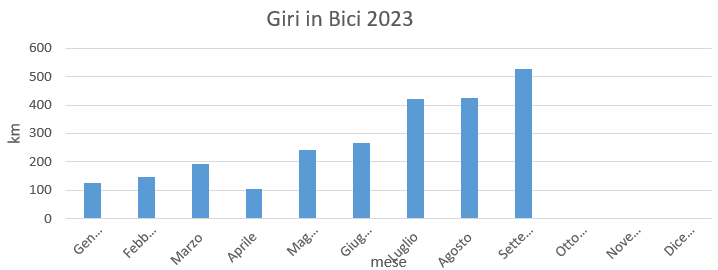 Giri in Bici 2023
600
500
400
300
200
100
0
km
Gen...
Febb...
Marzo
Aprile
Mag...
Giug...
Luglio
Agosto
Sette...
Otto...
Nove...
Dice...
mese